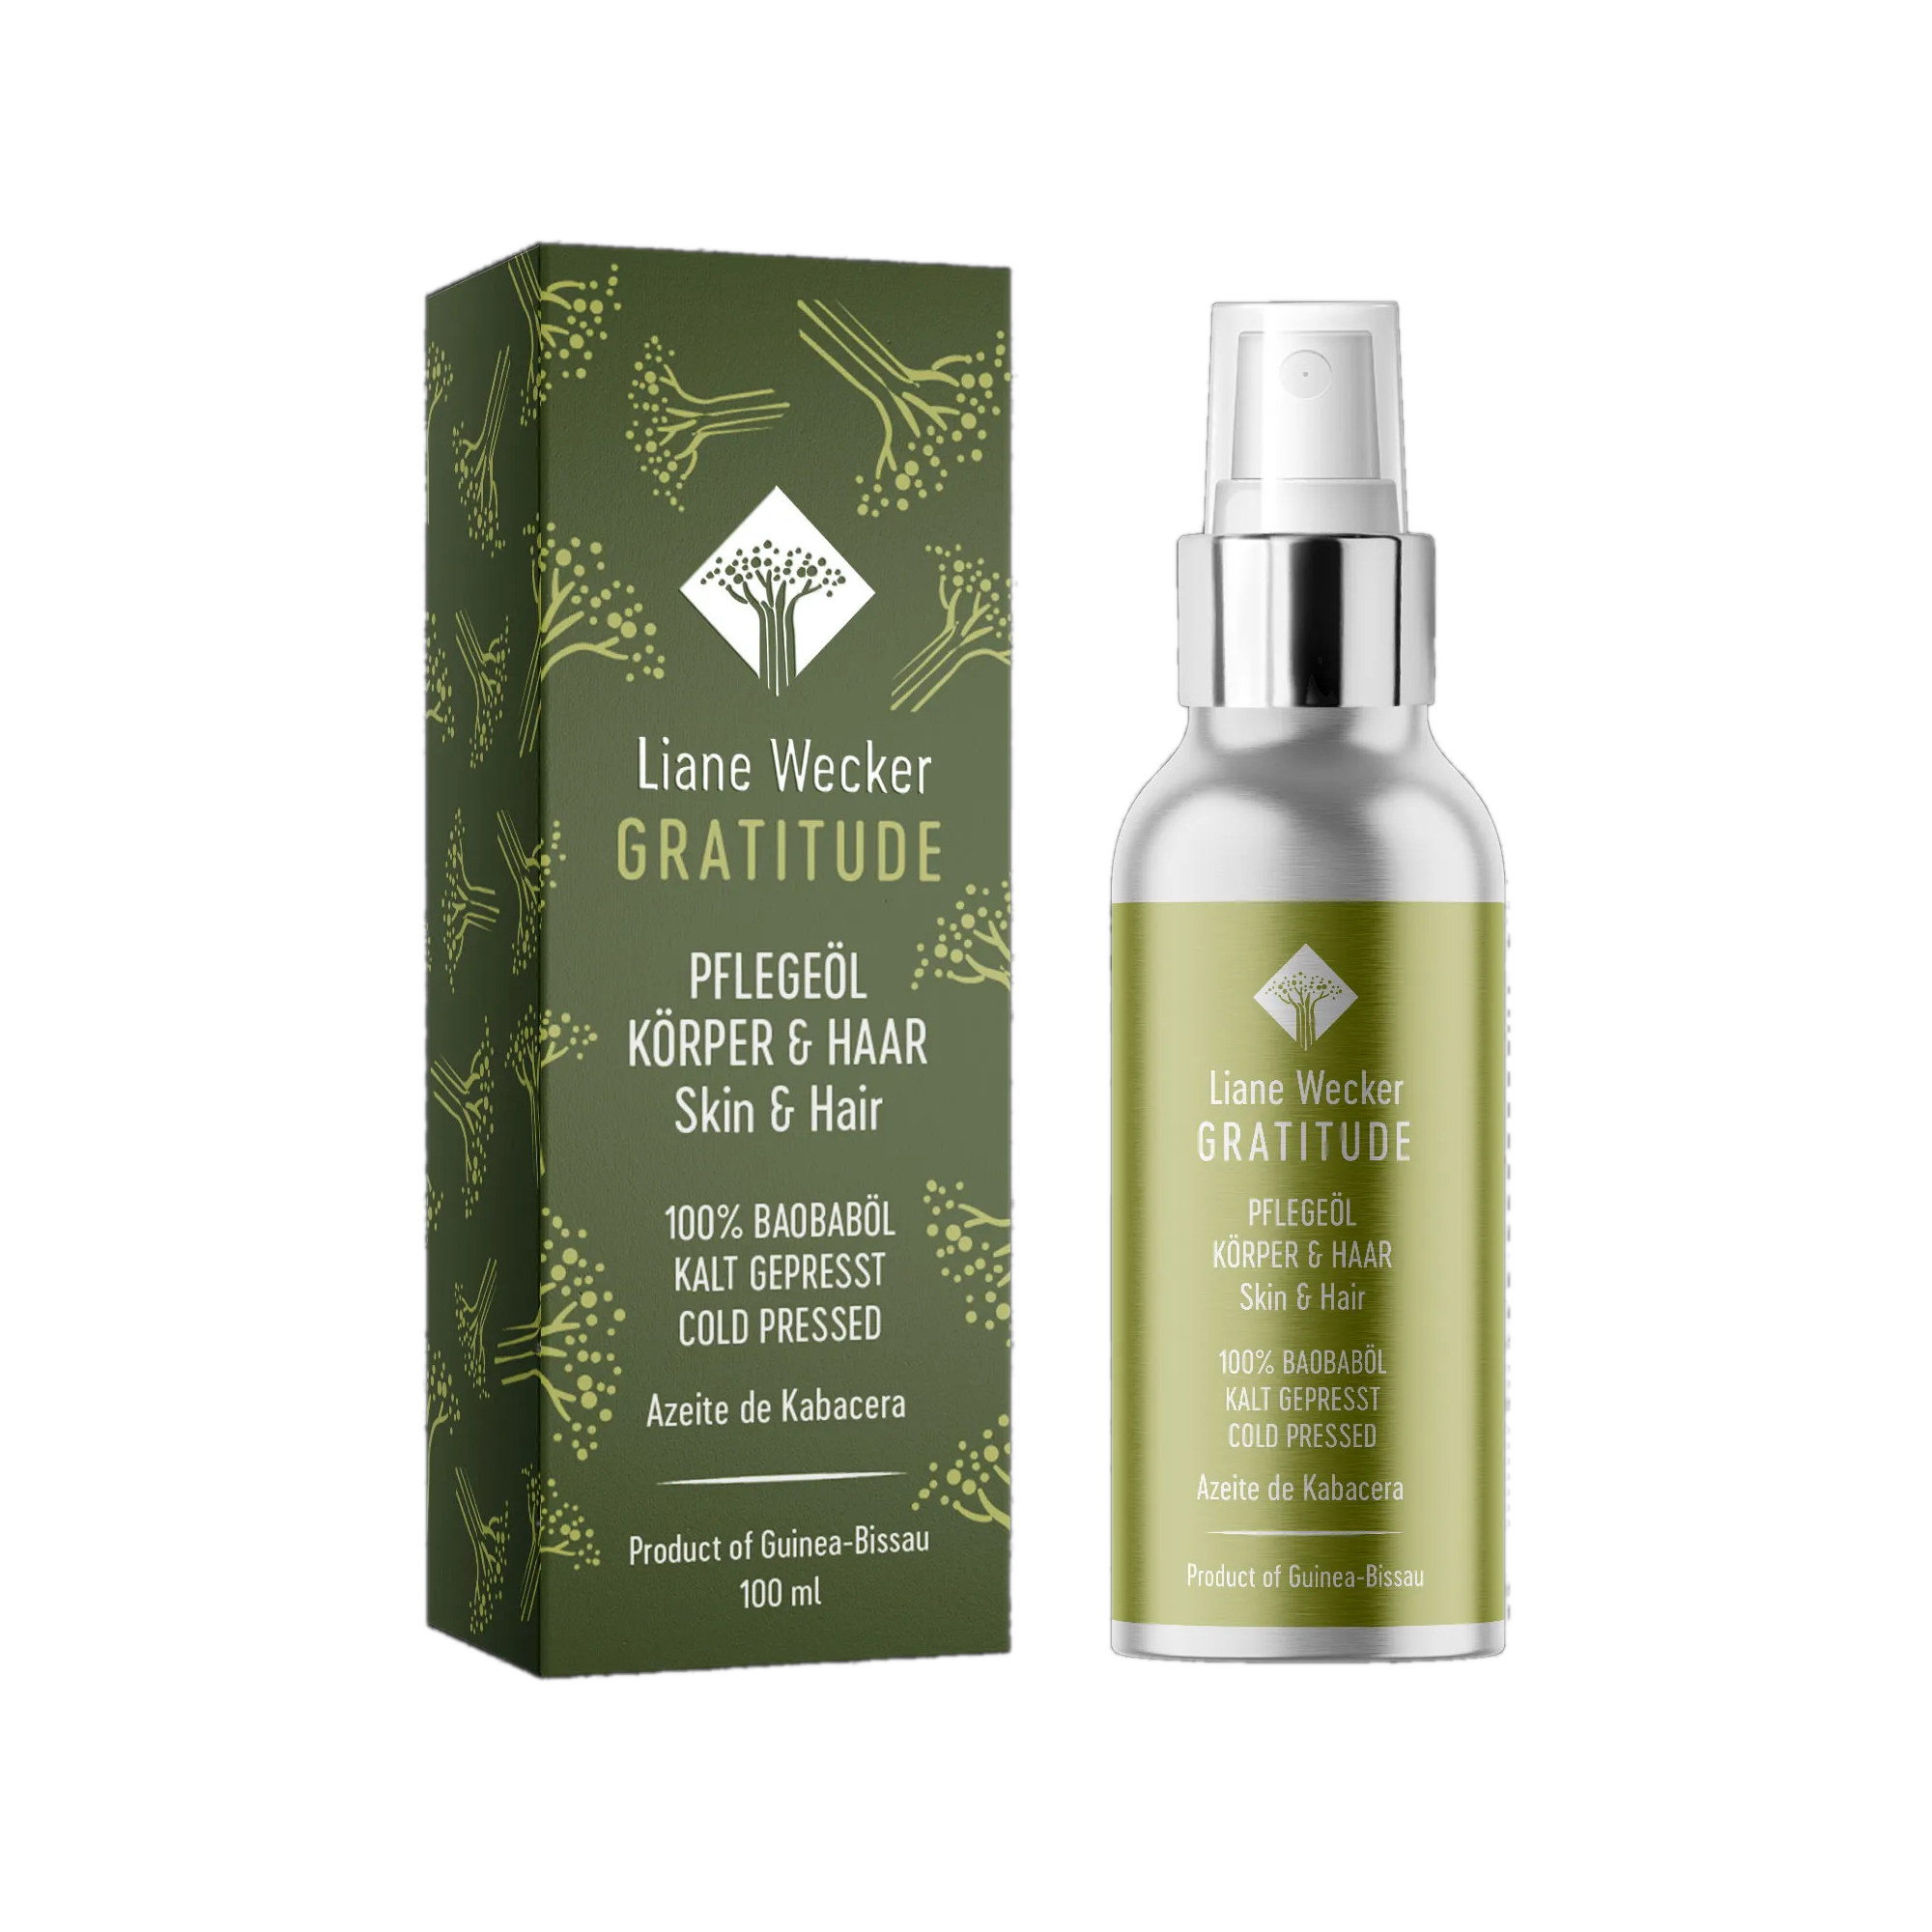 Liane Wecker
GRATITUDE
PFLEGEÖL
KÖRPER & HAAR
Skin & Hair
100% BAOBABÖL
KALT GEPRESST
COLD PRESSED
Azeite de Kabacera
Product of Guinea-Bissau
100 ml
Liane Wecker
GRATITUDE
PFLEGEÖL
KÖRPER & HAAR
Skin & Hair
100% BAOBABÖL
KALT GEPRESST
COLD PRESSED
Azeite de Kabacera
Product of Guinea-Bissau